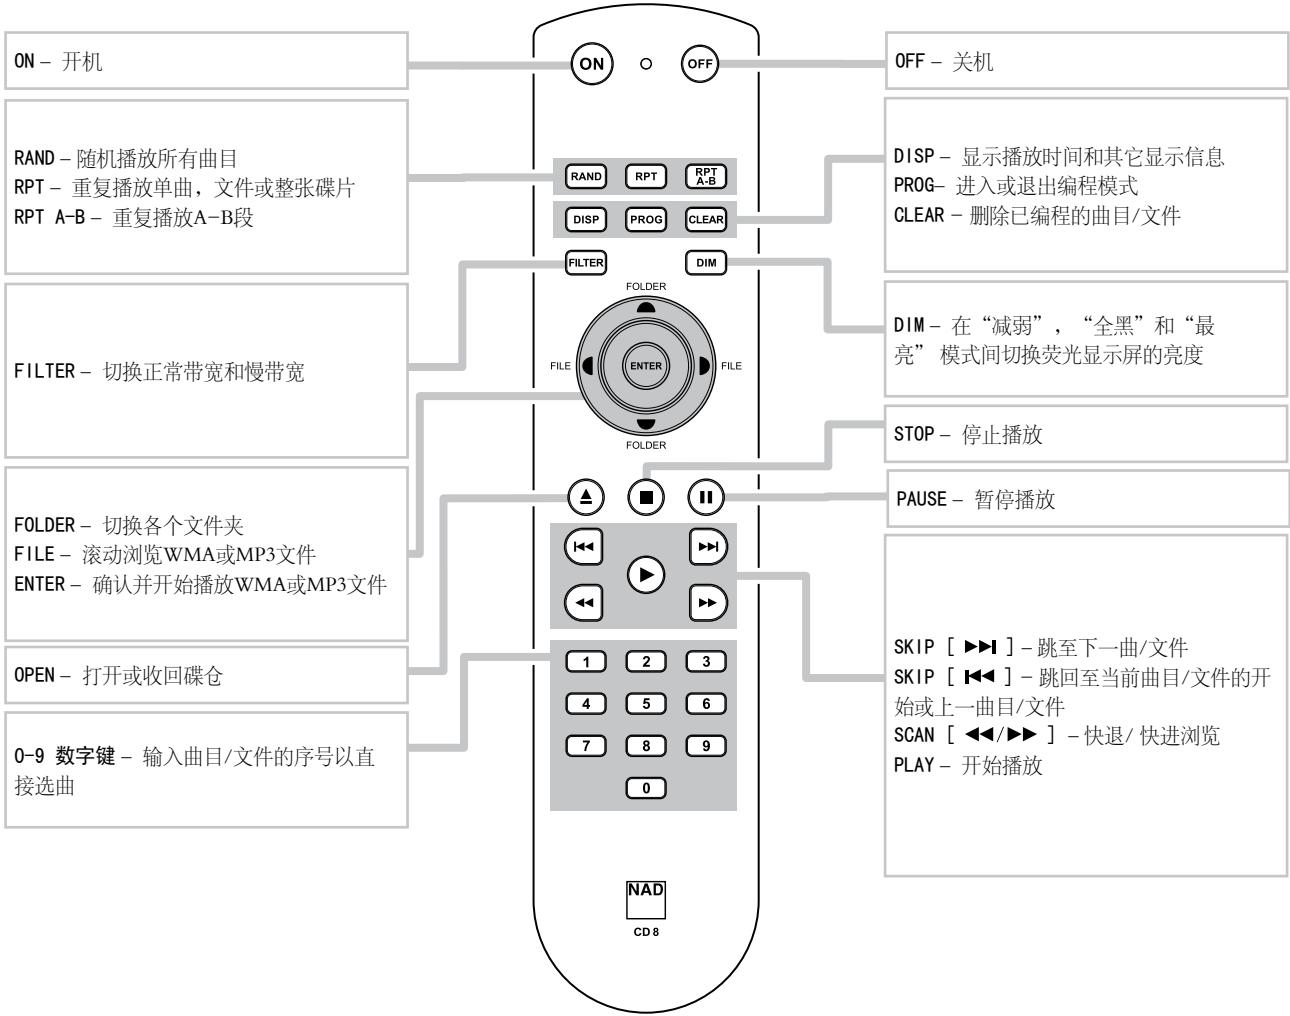 ON – 开机
RAND – 随机播放所有曲目
RPT – 重复播放单曲，文件或整张碟片
RPT A-B – 重复播放A-B段
FILTER – 切换正常带宽和慢带宽
FOLDER – 切换各个文件夹
FILE – 滚动浏览WMA或MP3文件
ENTER – 确认并开始播放WMA或MP3文件
OPEN – 打开或收回碟仓
0-9 数字键 – 输入曲目/文件的序号以直
接选曲
ON
OFF
RAND
RPT
RPT
A-B
DISP
PROG
CLEAR
FILTER
DIM
FOLDER
FILE
ENTER
FILE
FOLDER
1
2
3
4
5
6
7
8
9
0
NAD
CD 8
OFF – 关机
DISP – 显示播放时间和其它显示信息
PROG– 进入或退出编程模式
CLEAR – 删除已编程的曲目/文件
DIM – 在“减弱”，“全黑”和“最
亮” 模式间切换荧光显示屏的亮度
STOP – 停止播放
PAUSE – 暂停播放
SKIP [ ▶▶I ] – 跳至下一曲/文件
SKIP [ I◀◀ ] – 跳回至当前曲目/文件的开
始或上一曲目/文件
SCAN [ ◀◀/▶▶ ] – 快退/ 快进浏览
PLAY – 开始播放